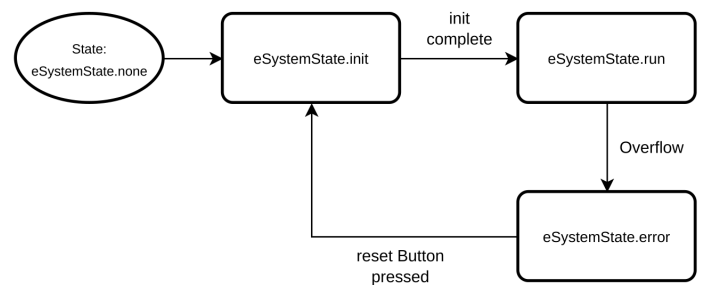 State:
eSystemState.none
eSystemState.init
init
complete
eSystemState.run
Overflow
eSystemState.error
reset Button
pressed